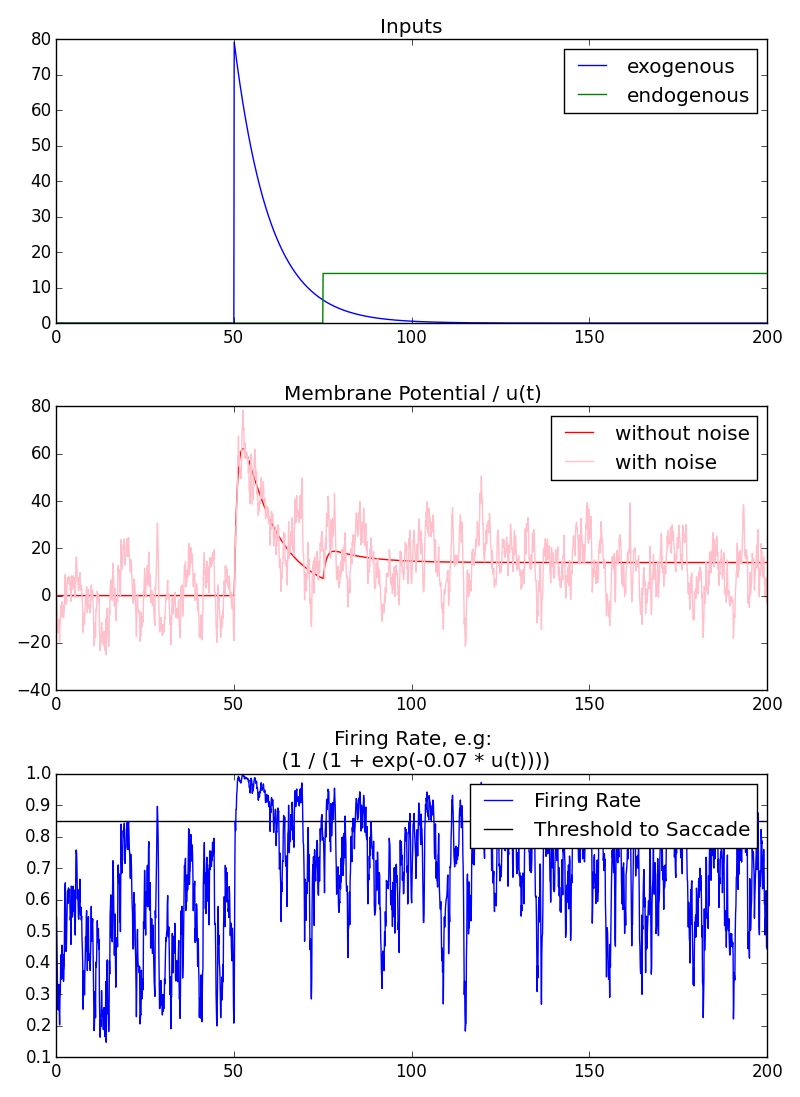 Inputs
80
70
60
50
40
30
20
10
0
exogenous
endogenous
0 50 100 150 200
Membrane Potential / u(t)
80
60
40
20
0
−20
−40
without noise
with noise
0 50 100 150 200
Firing Rate, e.g:
(1 / (1 + exp(-0.07 * u(t))))
1.0
0.9
0.8
0.7
0.6
0.5
0.4
0.3
0.2
0.1
Firing Rate
Threshold to Saccade
0 50 100 150 200